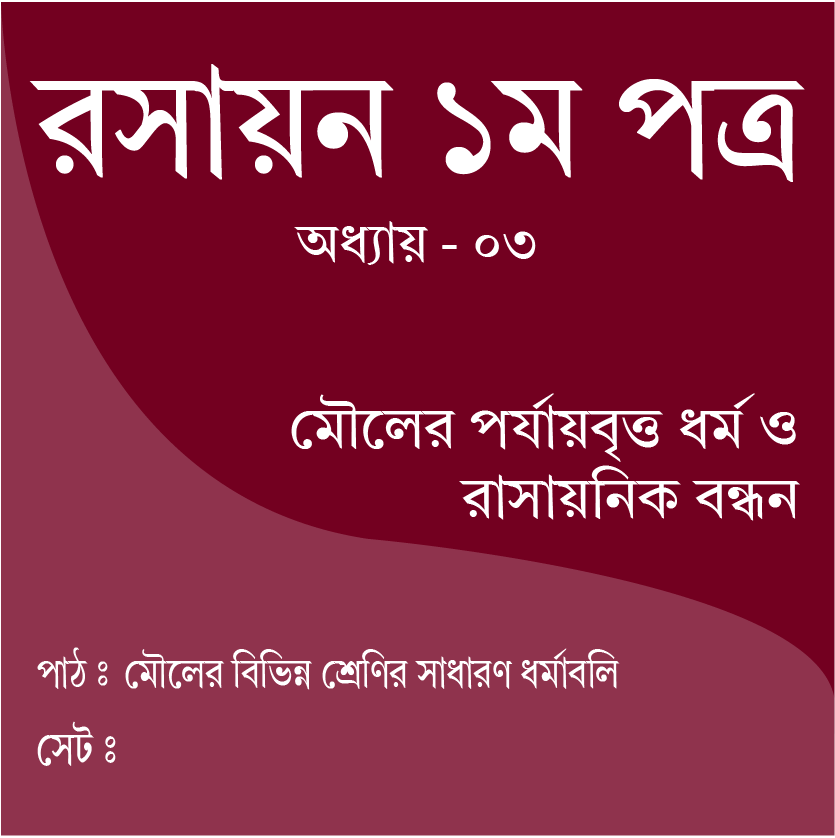 রসায়ন ১ম পত্র
অধ্যায় - ০৩
মৌলের পর্যায়বৃত্ত ধর্ম ও
রাসায়নিক বন্ধন
পাঠ ঃ মৌলের বিভিন্ন শ্রেণির সাধারণ ধর্মাবলি
সেট ঃ